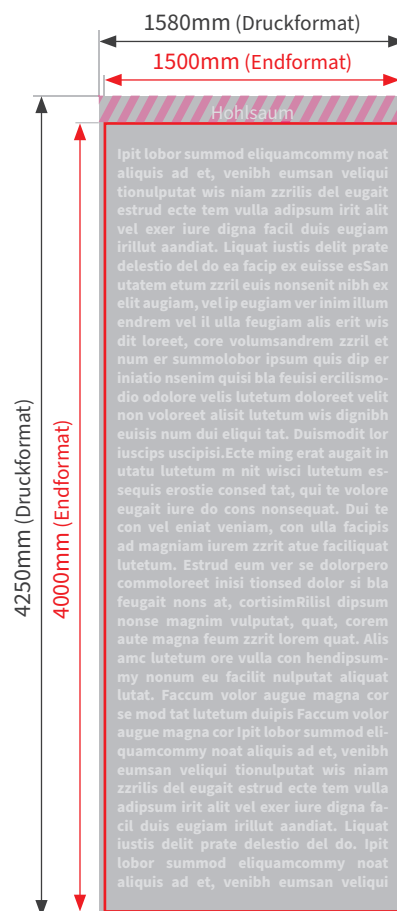 1580mm (Druckformat)
1500mm (Endformat)
Hohlsaum
4250mm (Druckformat)
4000mm (Endformat)
Ipit lobor summod eliquamcommy noat
aliquis ad et, venibh eumsan veliqui
tionulputat wis niam zzrilis del eugait
estrud ecte tem vulla adipsum irit alit
vel exer iure digna facil duis eugiam
irillut aandiat. Liquat iustis delit prate
delestio del do ea facip ex euisse esSan
utatem etum zzril euis nonsenit nibh ex
elit augiam, vel ip eugiam ver inim illum
endrem vel il ulla feugiam alis erit wis
dit loreet, core volumsandrem zzril et
num er summolobor ipsum quis dip er
iniatio nsenim quisi bla feuisi ercilismo-
dio odolore velis lutetum doloreet velit
non voloreet alisit lutetum wis dignibh
euisis num dui eliqui tat. Duismodit lor
iuscips uscipisi.Ecte ming erat augait in
utatu lutetum m nit wisci lutetum es-
sequis erostie consed tat, qui te volore
eugait iure do cons nonsequat. Dui te
con vel eniat veniam, con ulla facipis
ad magniam iurem zzrit atue faciliquat
lutetum. Estrud eum ver se dolorpero
commoloreet inisi tionsed dolor si bla
feugait nons at, cortisimRilisl dipsum
nonse magnim vulputat, quat, corem
aute magna feum zzrit lorem quat. Alis
amc lutetum ore vulla con hendipsum-
my nonum eu facilit nulputat aliquat
lutat. Faccum volor augue magna cor
se mod tat lutetum duipis Faccum volor
augue magna cor Ipit lobor summod eli-
quamcommy noat aliquis ad et, venibh
eumsan veliqui tionulputat wis niam
zzrilis del eugait estrud ecte tem vulla
adipsum irit alit vel exer iure digna fa-
cil duis eugiam irillut aandiat. Liquat
iustis delit prate delestio del do. Ipit
lobor summod eliquamcommy noat
aliquis ad et, venibh eumsan veliqui